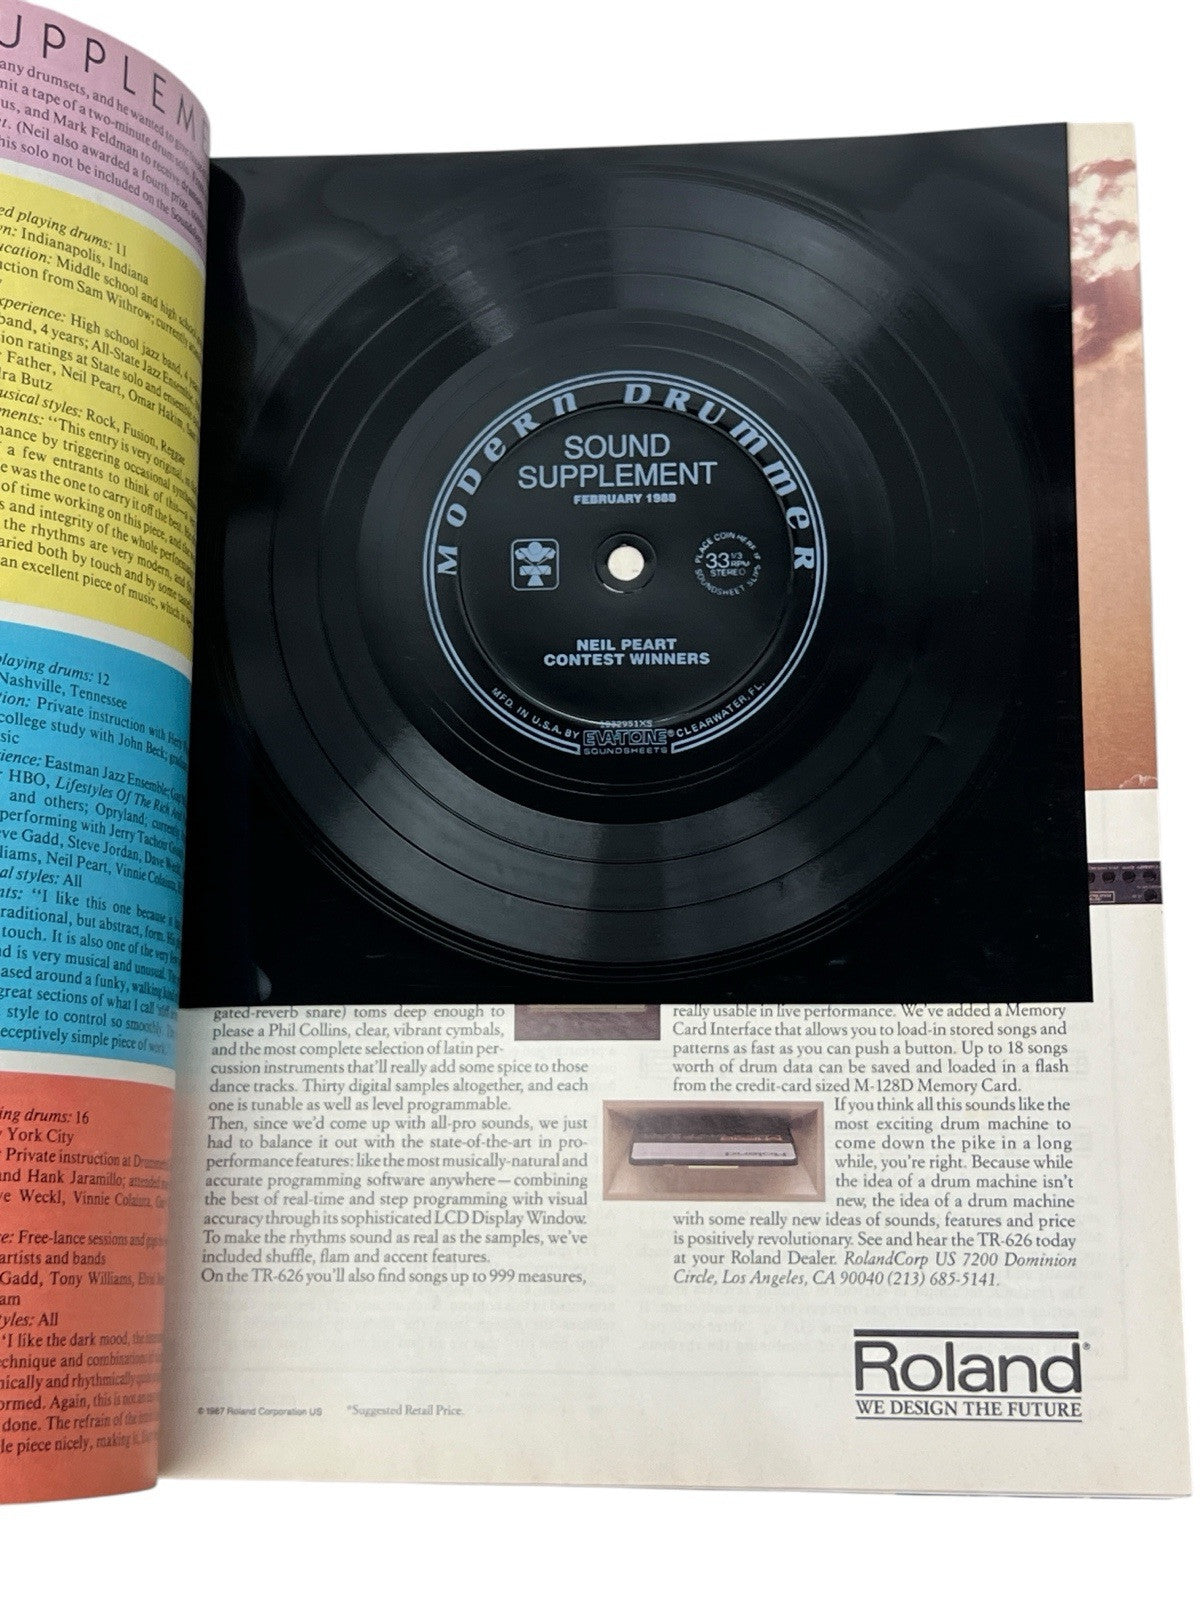 UPPLEM
any drumsets, and he wanted to
mit a tape of a two-minute drum solo.
us, and Mark Feldman to receive
(Neil also awarded a fourth prize,
his solo not be included on the
ed playing drums: 11
n: Indianapolis, Indiana
ucation: Middle school and high school
ction from Sam Withrow; currently
xperience: High school jazz band, 4
band, 4 years; All-State Jazz Ensemble
ion ratings at State solo and ensemble
r Father, Neil Peart, Omar Hakim,
dra Butz
usical styles: Rock, Fusion, Reggae
ments: "This entry is very original,
mance by triggering occasional
f a few entrants to think of this
e was the one to carry it off the best.
of time working on this piece, and
s and integrity of the whole performance
the rhythms are very modern, and
aried both by touch and by some
an excellent piece of music, which
laying drums: 12
Nashville, Tennessee
tion: Private instruction with
college study with John Beck;
sic
ience: Eastman Jazz Ensemble;
r HBO, Lifestyles Of The Rich And
and others; Opryland; currently
performing with Jerry Tachoir
ve Gadd, Steve Jordan, Dave Weckl
liams, Neil Peart, Vinnie Colaiuta,
al styles: All
nts: "I like this one because it
traditional, but abstract, form.
touch. It is also one of the very
nd is very musical and unusual.
ased around a funky, walking
great sections of what I call
style to control so smoothly.
eceptively simple piece of work."
ing drums: 16
York City
Private instruction at
and Hank Jaramillo; attended
ve Weckl, Vinnie Colaiuta,
e: Free-lance sessions and gigs
artists and bands
Gadd, Tony Williams, Elvin
am
yles: All
"I like the dark mood, the
echnique and combinations
nically and rhythmically
ormed. Again, this is not
done. The refrain of the
le piece nicely, making it,
MODERN DRUMMER
SOUND
SUPPLEMENT
FEBRUARY 1988
PLACE COIN HERE IF
33 1/3
RPM
STEREO
SOUNDSHEET SLIPS
NEIL PEART
CONTEST WINNERS
MFD. IN U.S.A. BY
EVA-TONE®
SOUNDSHEETS
CLEARWATER, FL.
gated-reverb snare) toms deep enough to
please a Phil Collins, clear, vibrant cymbals,
and the most complete selection of latin per-
cussion instruments that'll really add some spice to those
dance tracks. Thirty digital samples altogether, and each
one is tunable as well as level programmable.
Then, since we'd come up with all-pro sounds, we just
had to balance it out with the state-of-the-art in pro-
performance features: like the most musically-natural and
accurate programming software anywhere—combining
the best of real-time and step programming with visual
accuracy through its sophisticated LCD Display Window.
To make the rhythms sound as real as the samples, we've
included shuffle, flam and accent features.
On the TR-626 you'll also find songs up to 999 measures,
really usable in live performance. We've added a Memory
Card Interface that allows you to load-in stored songs and
patterns as fast as you can push a button. Up to 18 songs
worth of drum data can be saved and loaded in a flash
from the credit-card sized M-128D Memory Card.
If you think all this sounds like the
most exciting drum machine to
come down the pike in a long
while, you're right. Because while
the idea of a drum machine isn't
new, the idea of a drum machine
with some really new ideas of sounds, features and price
is positively revolutionary. See and hear the TR-626 today
at your Roland Dealer. RolandCorp US 7200 Dominion
Circle, Los Angeles, CA 90040 (213) 685-5141.
Roland®
WE DESIGN THE FUTURE
© 1987 Roland Corporation US *Suggested Retail Price.